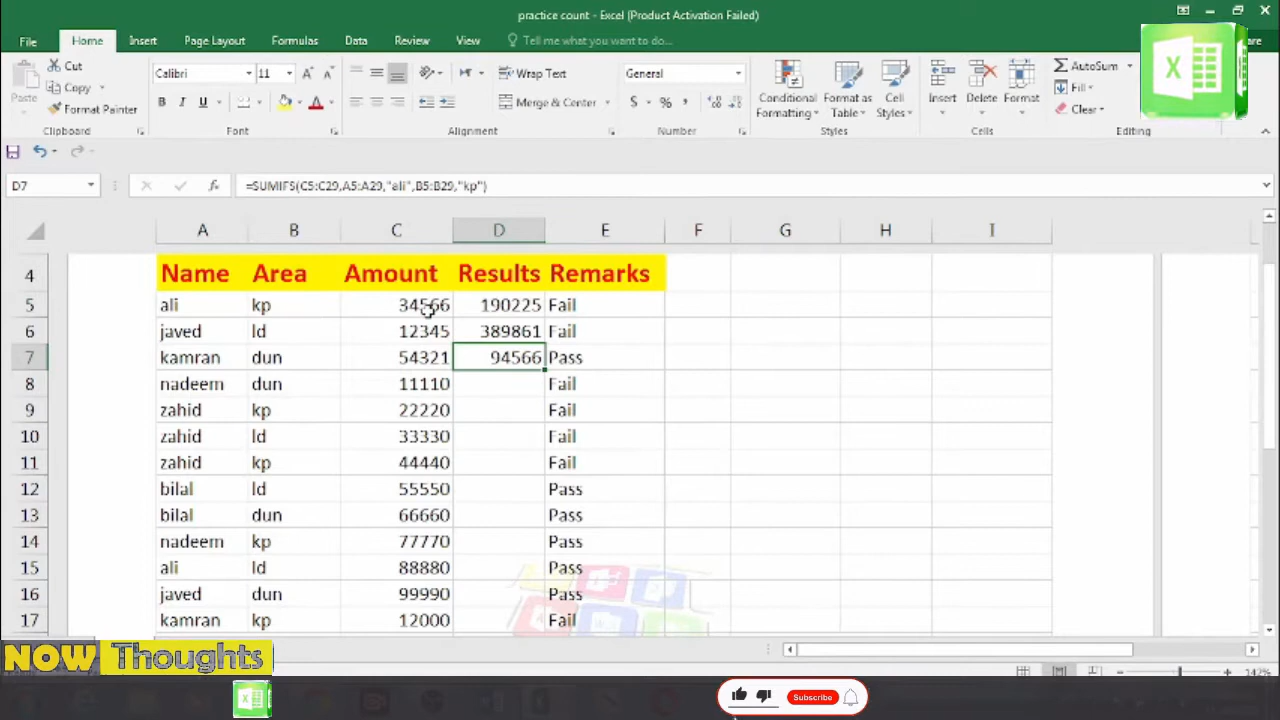 practice count - Excel (Product Activation Failed)
File Home Insert Page Layout Formulas Data Review View Tell me what you want to do...
Cut
Copy
Format Painter
Paste
Calibri 11
B I U
Wrap Text
Merge & Center
General
$ % ,
Conditional Formatting
Format as Table
Cell Styles
Insert Delete Format
AutoSum
Fill
Clear
Clipboard Font Alignment Number Styles Cells Editing
D7 fx =SUMIFS(C5:C29,A5:A29,"ali",B5:B29,"kp")
A B C D E F G H I
4 Name Area Amount Results Remarks
5 ali kp 34566 190225 Fail
6 javed ld 12345 389861 Fail
7 kamran dun 54321 94566 Pass
8 nadeem dun 11110 Fail
9 zahid kp 22220 Fail
10 zahid ld 33330 Fail
11 zahid kp 44440 Fail
12 bilal ld 55550 Pass
13 bilal dun 66660 Pass
14 nadeem kp 77770 Pass
15 ali ld 88880 Pass
16 javed dun 99990 Pass
17 kamran kp 12000 Fail
NOW Thoughts
142%
Subscribe